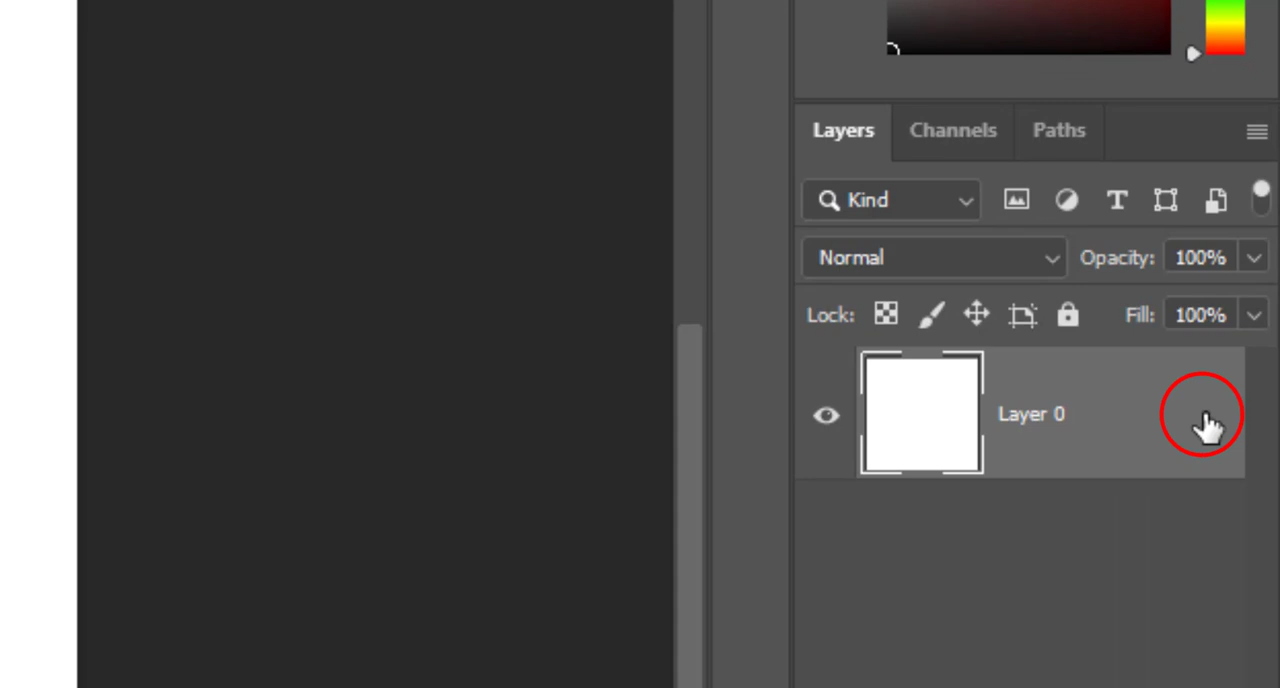 Layers Channels Paths
Kind
Normal Opacity: 100%
Lock: Fill: 100%
Layer 0